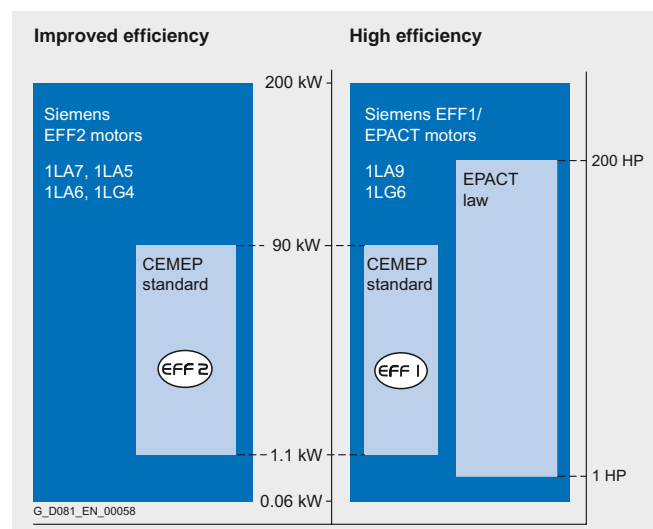 Improved efficiency
High efficiency
200 kW
Siemens
EFF2 motors
1LA7, 1LA5
1LA6, 1LG4
Siemens EFF1/
EPACT motors
1LA9
1LG6
200 HP
EPACT
law
90 kW
CEMEP
standard
EFF 2
CEMEP
standard
EFF 1
1.1 kW
1 HP
0.06 kW
G_D081_EN_00058